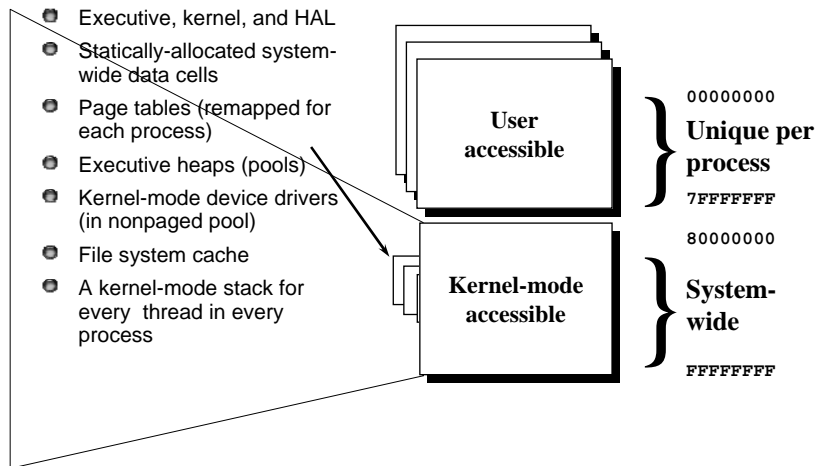 Executive, kernel, and HAL
Statically-allocated system-
wide data cells
Page tables (remapped for
each process)
Executive heaps (pools)
Kernel-mode device drivers
(in nonpaged pool)
File system cache
A kernel-mode stack for
every thread in every
process
User
accessible
00000000
Unique per
process
7FFFFFFF
Kernel-mode
accessible
80000000
System-
wide
FFFFFFFF